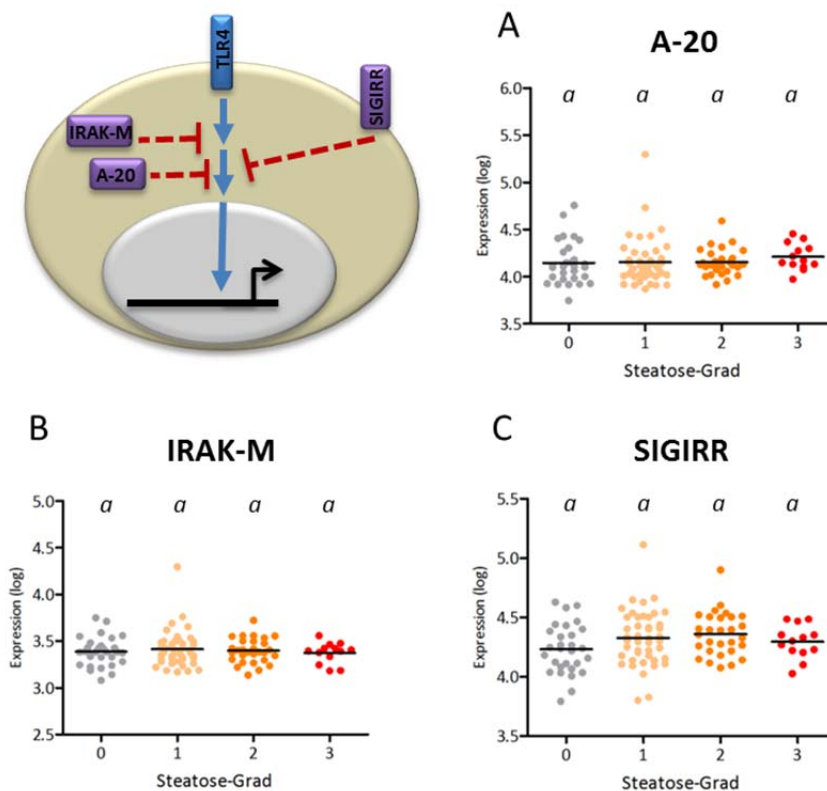 TLR4
SIGIRR
IRAK-M
A-20
A
A-20
a a a a
Expression (log)
6.0
5.5
5.0
4.5
4.0
3.5
0 1 2 3
Steatose-Grad
B
IRAK-M
a a a a
Expression (log)
5.0
4.5
4.0
3.5
3.0
2.5
0 1 2 3
Steatose-Grad
C
SIGIRR
a a a a
Expression (log)
5.5
5.0
4.5
4.0
3.5
0 1 2 3
Steatose-Grad